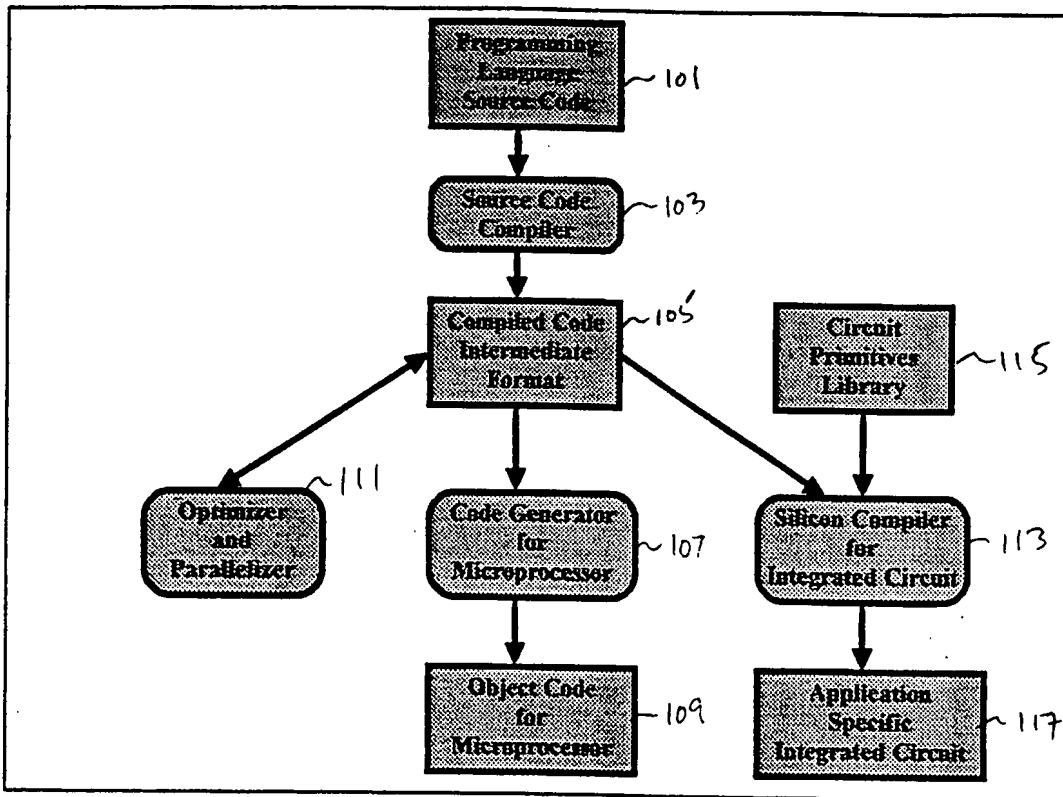 Programming
Language
Source Code
101
Source Code
Compiler
103
Compiled Code
Intermediate
Format
105
Circuit
Primitives
Library
115
Optimizer
and
Parallelizer
111
Code Generator
for
Microprocessor
107
Silicon Compiler
for
Integrated Circuit
113
Object Code
for
Microprocessor
109
Application
Specific
Integrated Circuit
117